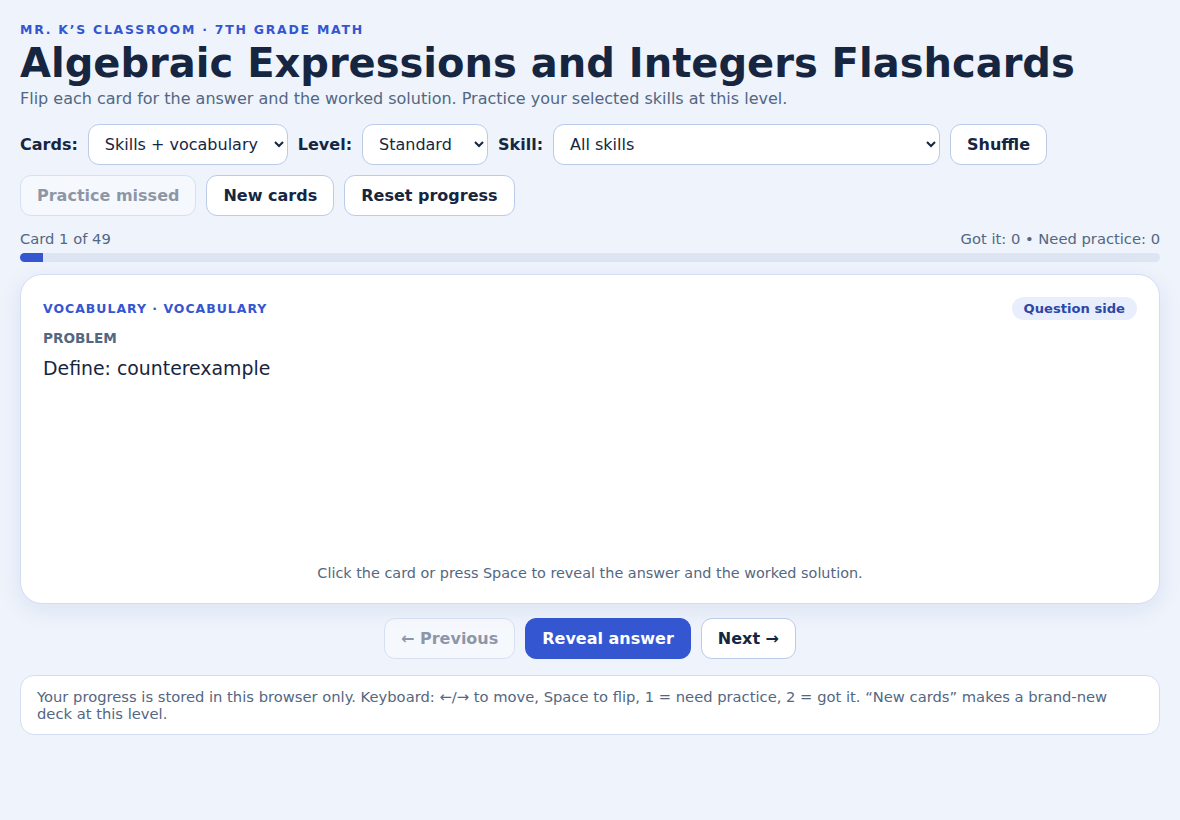 MR. K’S CLASSROOM · 7TH GRADE MATH
Algebraic Expressions and Integers Flashcards
Flip each card for the answer and the worked solution. Practice your selected skills at this level.
Cards: Skills + vocabulary Level: Standard Skill: All skills Shuffle
Practice missed New cards Reset progress
Card 1 of 49 Got it: 0 • Need practice: 0
VOCABULARY · VOCABULARY Question side
PROBLEM
Define: counterexample
Click the card or press Space to reveal the answer and the worked solution.
← Previous Reveal answer Next →
Your progress is stored in this browser only. Keyboard: ←/→ to move, Space to flip, 1 = need practice, 2 = got it. “New cards” makes a brand-new
deck at this level.